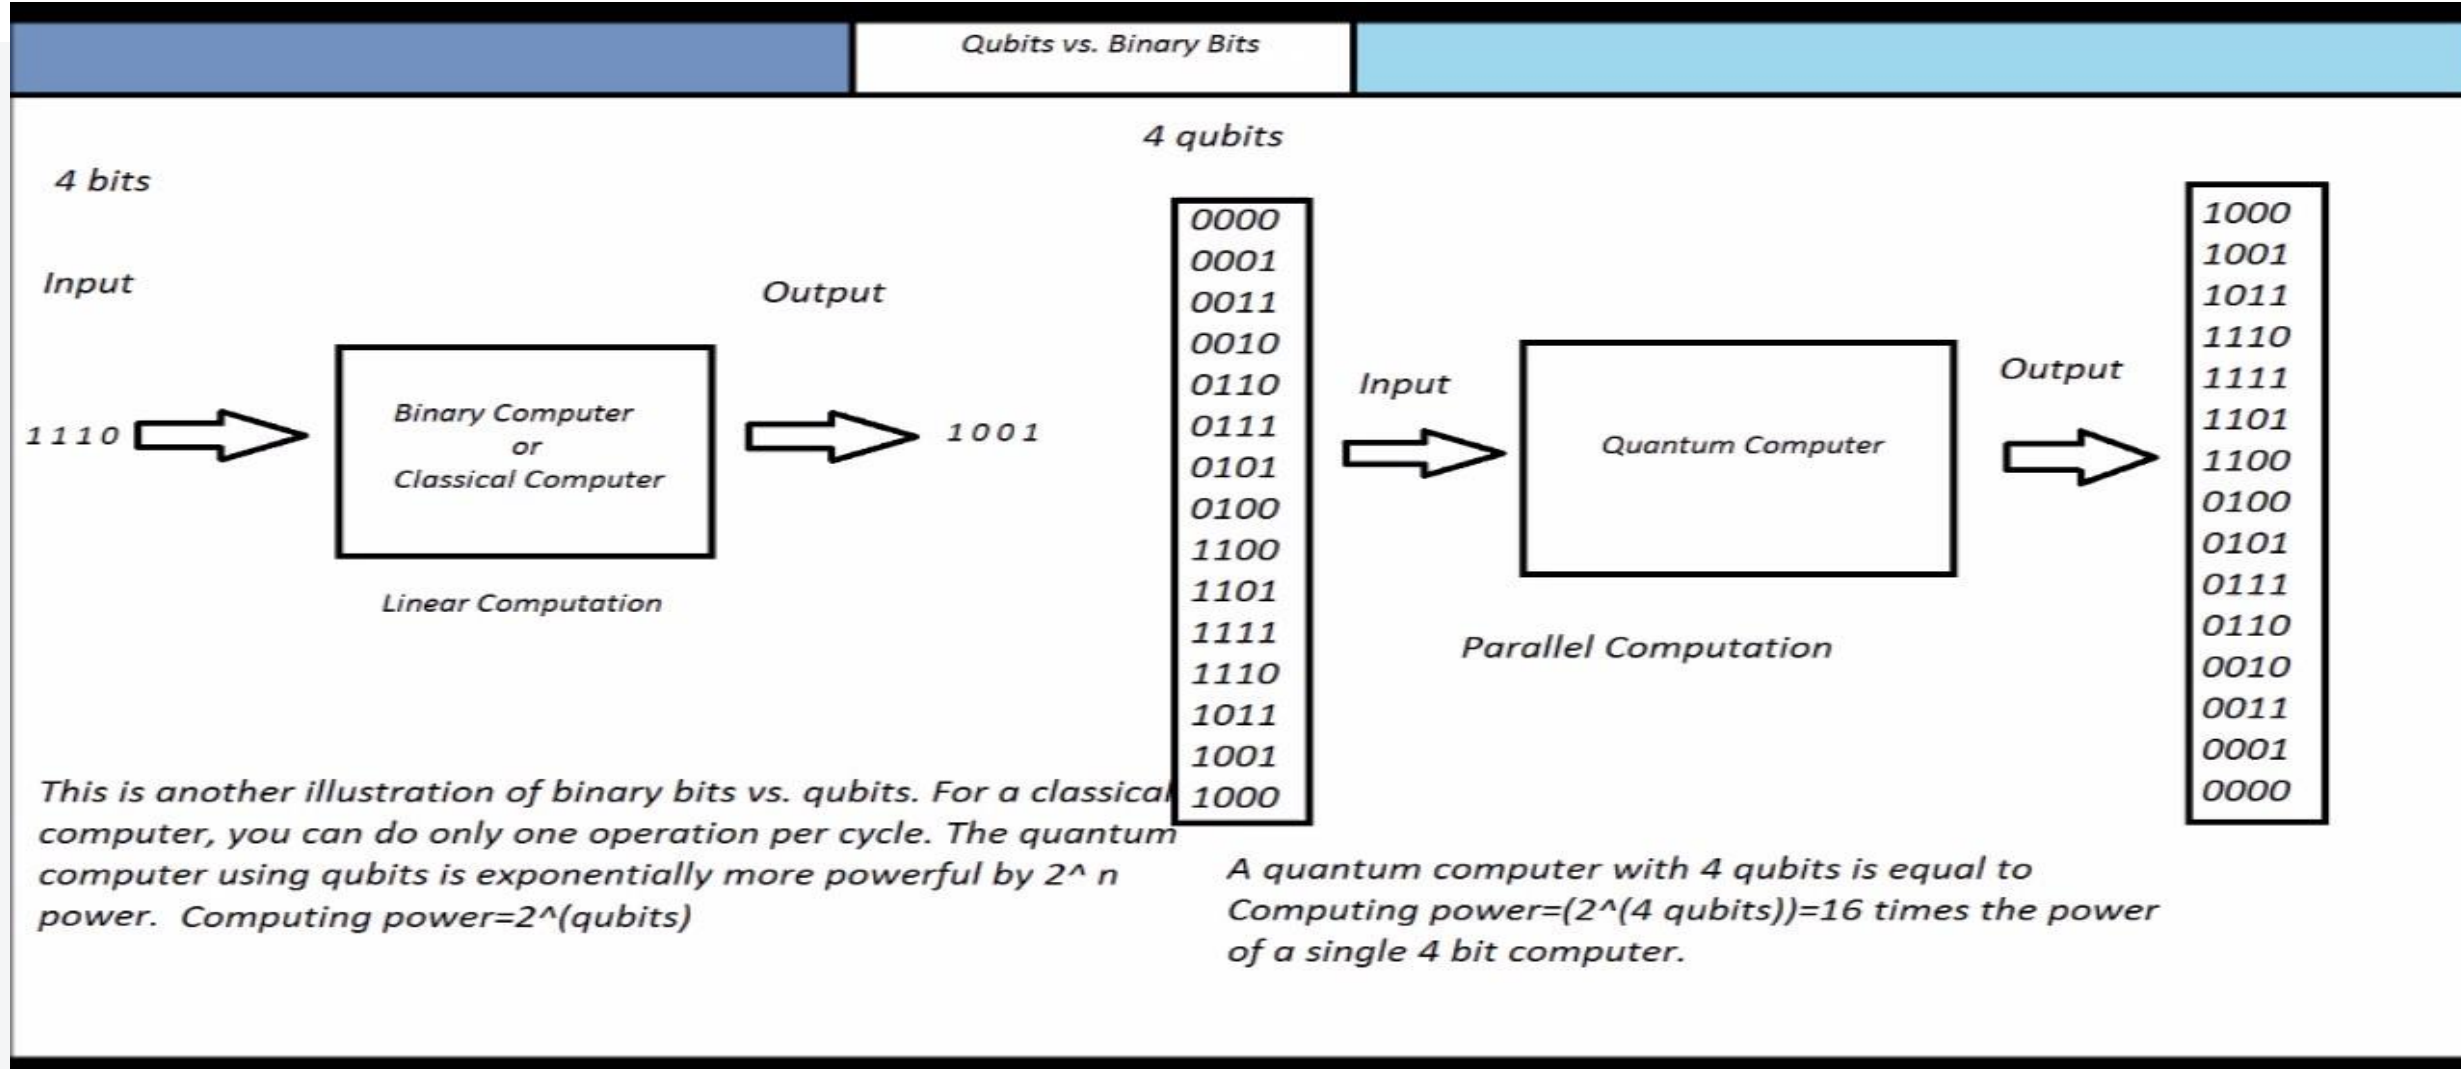 Qubits vs. Binary Bits
4 bits
Input
1 1 1 0
Binary Computer
or
Classical Computer
Linear Computation
Output
1 0 0 1
This is another illustration of binary bits vs. qubits. For a classical
computer, you can do only one operation per cycle. The quantum
computer using qubits is exponentially more powerful by 2^ n
power. Computing power=2^(qubits)
4 qubits
0000
0001
0011
0010
0110
0111
0101
0100
1100
1101
1111
1110
1011
1001
1000
Input
Quantum Computer
Parallel Computation
Output
1000
1001
1011
1110
1111
1101
1100
0100
0101
0111
0110
0010
0011
0001
0000
A quantum computer with 4 qubits is equal to
Computing power=(2^(4 qubits))=16 times the power
of a single 4 bit computer.